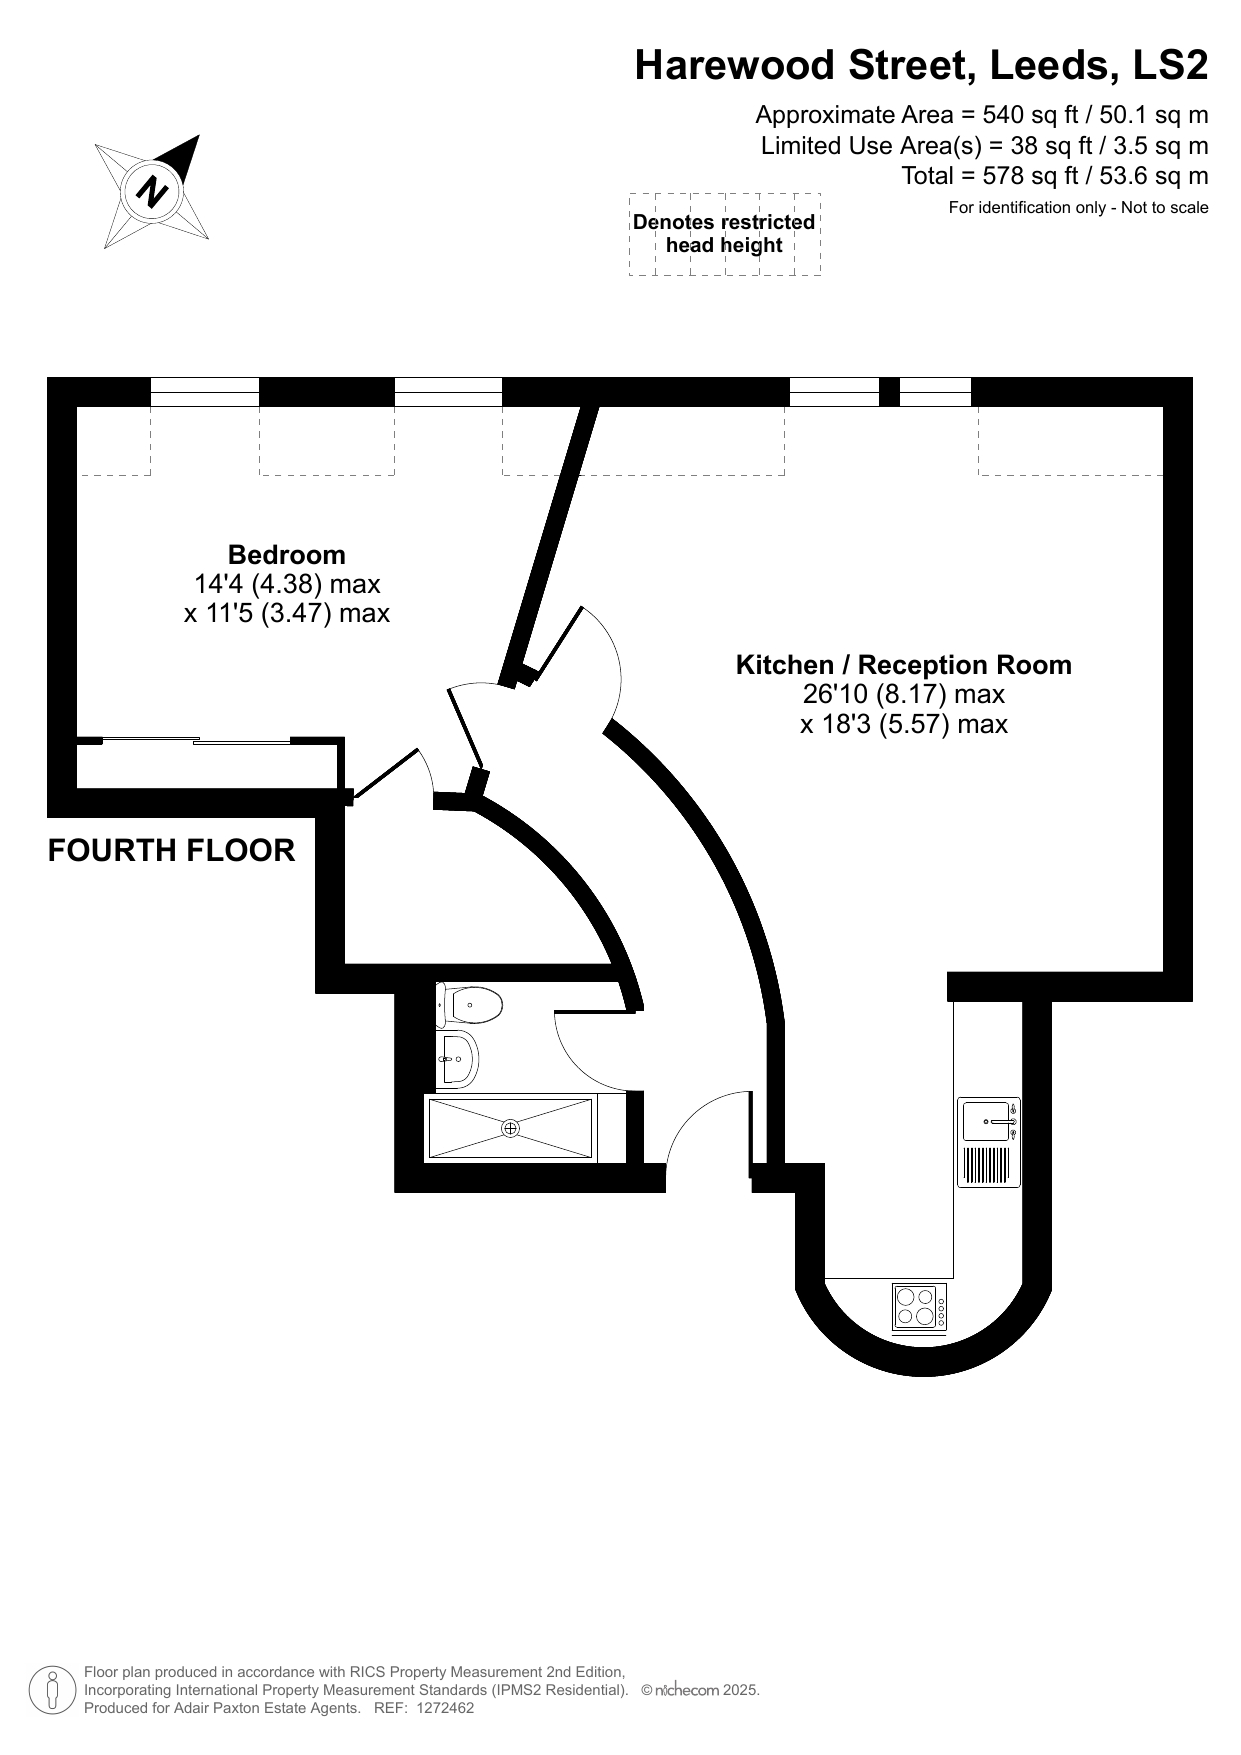 Harewood Street, Leeds, LS2
Approximate Area = 540 sq ft / 50.1 sq m
Limited Use Area(s) = 38 sq ft / 3.5 sq m
Total = 578 sq ft / 53.6 sq m
For identification only - Not to scale
N
Denotes restricted
head height
Bedroom
14'4 (4.38) max
x 11'5 (3.47) max
Kitchen / Reception Room
26'10 (8.17) max
x 18'3 (5.57) max
FOURTH FLOOR
Floor plan produced in accordance with RICS Property Measurement 2nd Edition,
Incorporating International Property Measurement Standards (IPMS2 Residential). © nichecom 2025.
Produced for Adair Paxton Estate Agents. REF: 1272462